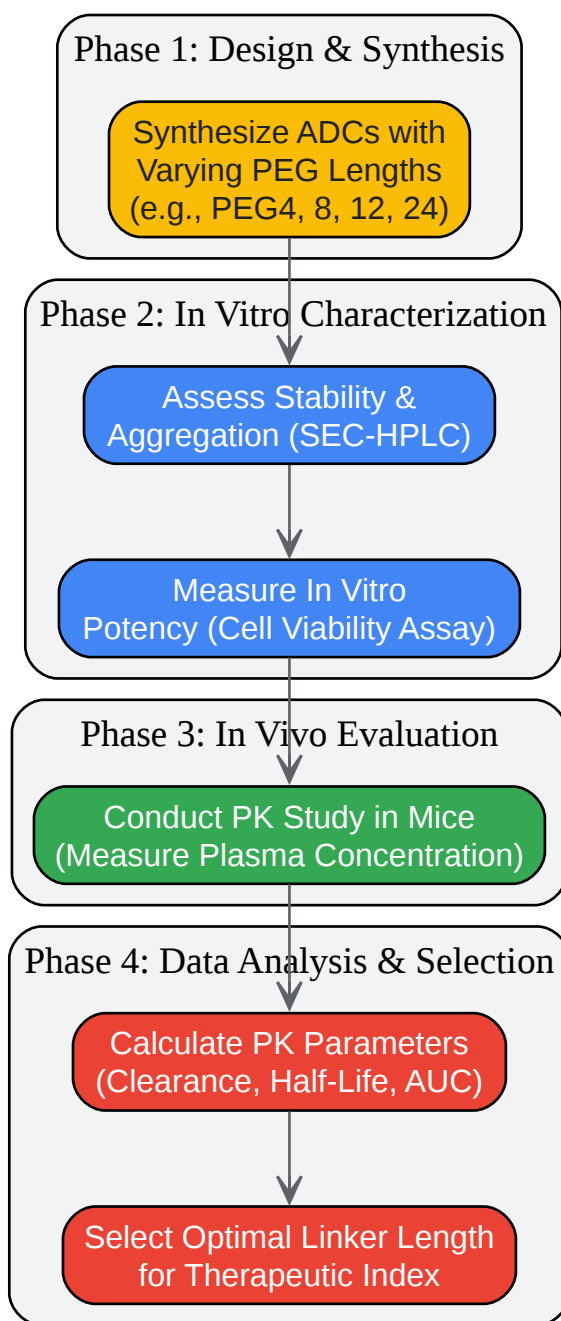 Phase 1: Design & Synthesis
Synthesize ADCs with
Varying PEG Lengths
(e.g., PEG4, 8, 12, 24)
Phase 2: In Vitro Characterization
Assess Stability &
Aggregation (SEC-HPLC)
Measure In Vitro
Potency (Cell Viability Assay)
Phase 3: In Vivo Evaluation
Conduct PK Study in Mice
(Measure Plasma Concentration)
Phase 4: Data Analysis & Selection
Calculate PK Parameters
(Clearance, Half-Life, AUC)
Select Optimal Linker Length
for Therapeutic Index